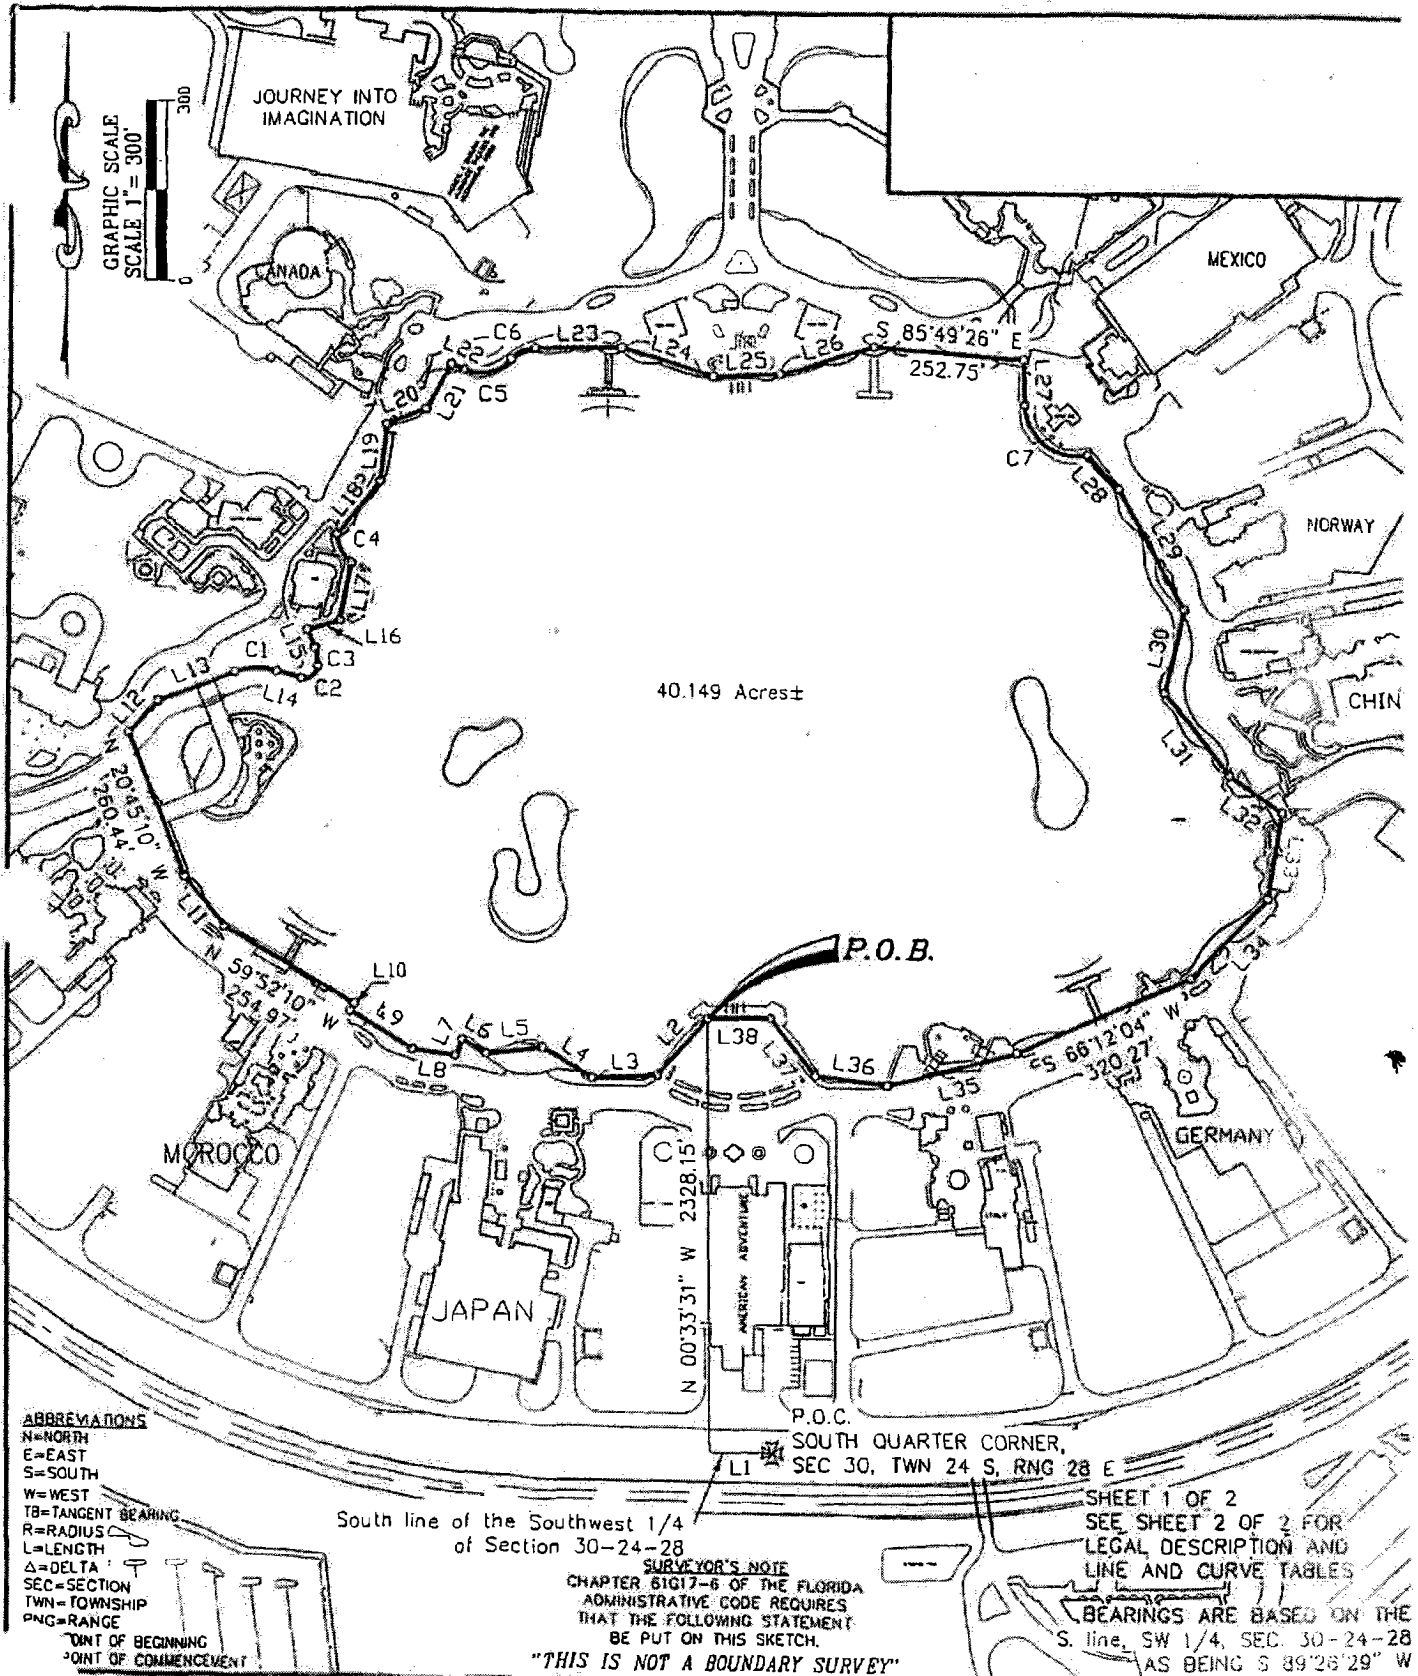 JOURNEY INTO
IMAGINATION
300
GRAPHIC SCALE
SCALE 1"= 300'
0
CANADA
MEXICO
C6
L23
L24
L25
L26
S 85°49'26" E
252.75'
L22
C5
L20
L21
L27
L19
C7
L28
L18
C4
L29
NORWAY
L17
L15
L16
L30
C1
C3
C2
L13
L14
40.149 Acres±
CHIN
L12
L31
N 20°45'10" W
260.44'
L32
L33
L11
N 59°52'10" W
254.97'
L10
P.O.B.
L34
L9
L7
L6
L5
L2
L38
L8
L4
L3
L37
L36
L35
S 66°12'04" W
320.27'
MOROCCO
GERMANY
N 00°33'31" W 2328.15'
AMERICAN ADVENTURE
JAPAN
P.O.C.
SOUTH QUARTER CORNER,
SEC 30, TWN 24 S, RNG 28 E
L1
ABBREVIATIONS
N=NORTH
E=EAST
S=SOUTH
W=WEST
TB=TANGENT BEARING
R=RADIUS
L=LENGTH
Δ=DELTA
SEC=SECTION
TWN=TOWNSHIP
RNG=RANGE
OINT OF BEGINNING
OINT OF COMMENCEMENT
South line of the Southwest 1/4
of Section 30-24-28
SURVEYOR'S NOTE
CHAPTER 61G17-6 OF THE FLORIDA
ADMINISTRATIVE CODE REQUIRES
THAT THE FOLLOWING STATEMENT
BE PUT ON THIS SKETCH.
"THIS IS NOT A BOUNDARY SURVEY"
SHEET 1 OF 2
SEE SHEET 2 OF 2 FOR
LEGAL DESCRIPTION AND
LINE AND CURVE TABLES
BEARINGS ARE BASED ON THE
S. line, SW 1/4, SEC. 30-24-28
AS BEING S 89°26'29" W